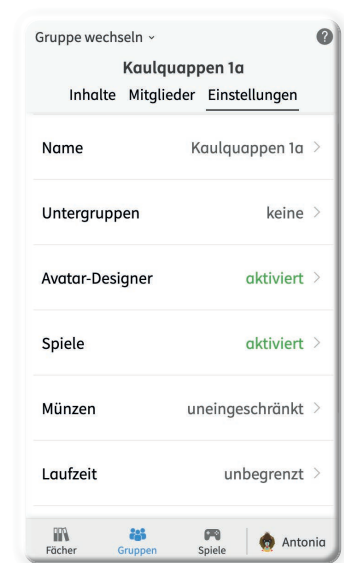 Gruppe wechseln
?
Kaulquappen 1a
Inhalte Mitglieder Einstellungen
Name Kaulquappen 1a
Untergruppen keine
Avatar-Designer aktiviert
Spiele aktiviert
Münzen uneingeschränkt
Laufzeit unbegrenzt
Fächer Gruppen Spiele Antonia